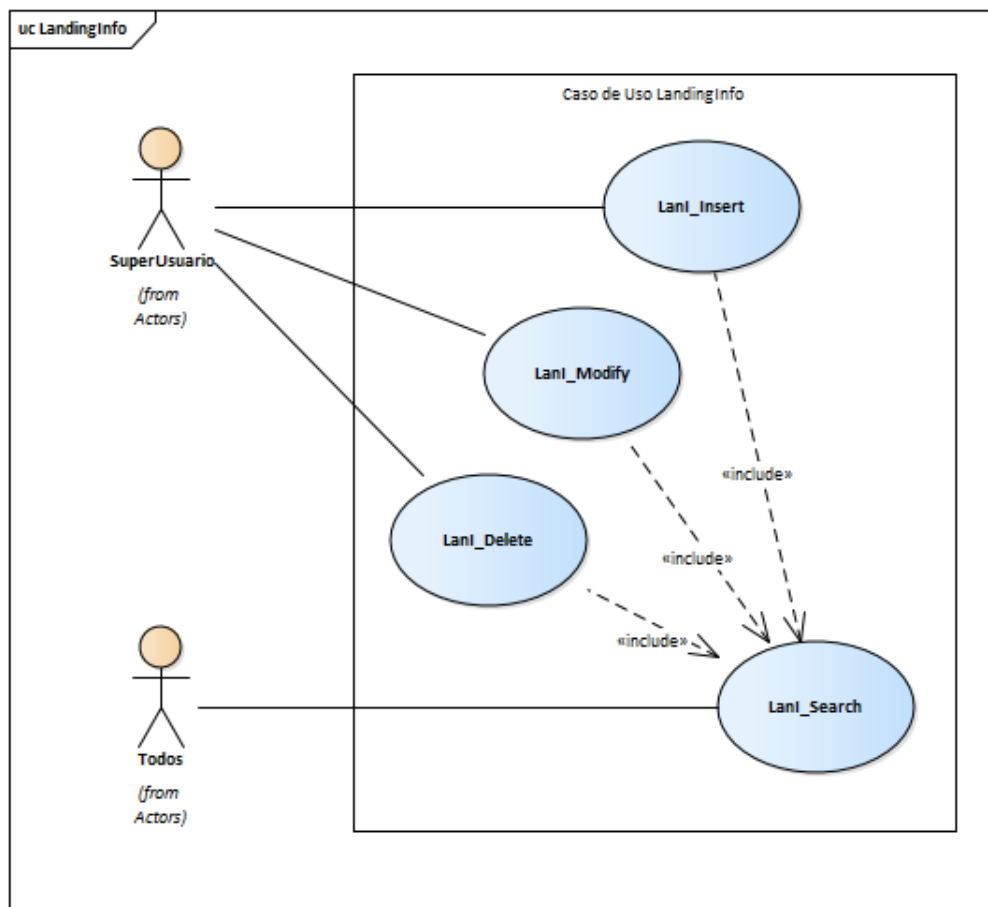 uc LandingInfo
Caso de Uso LandingInfo
LanI_Insert
SuperUsuario
(from
Actors)
LanI_Modify
«include»
LanI_Delete
«include»
«include»
LanI_Search
Todos
(from
Actors)